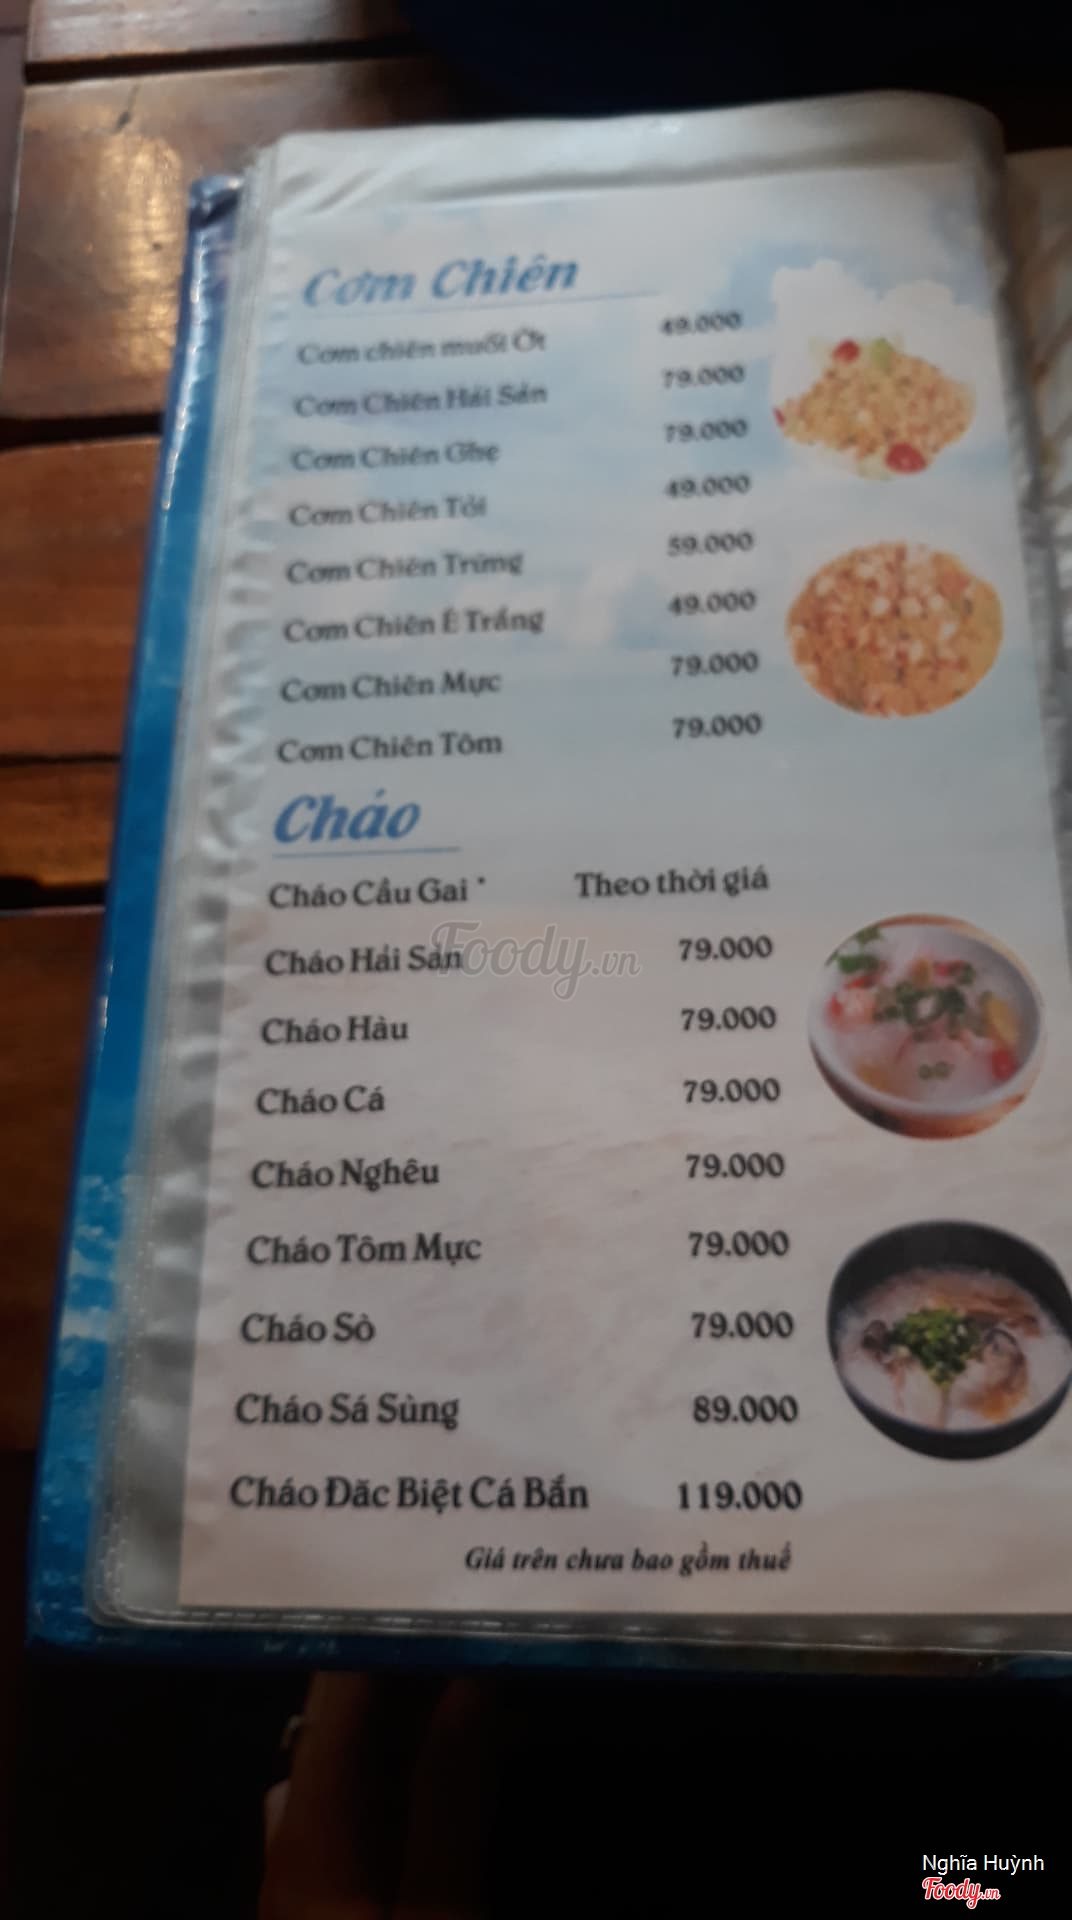 Cơm Chiên
Cơm chiên muối Ớt 49.000
Cơm Chiên Hải Sản 79.000
Cơm Chiên Ghẹ 79.000
Cơm Chiên Tỏi 49.000
Cơm Chiên Trứng 59.000
Cơm Chiên É Trắng 49.000
Cơm Chiên Mực 79.000
Cơm Chiên Tôm 79.000
Cháo
Cháo Cầu Gai * Theo thời giá
Cháo Hải Sản 79.000
Foody.vn
Cháo Hàu 79.000
Cháo Cá 79.000
Cháo Nghêu 79.000
Cháo Tôm Mực 79.000
Cháo Sò 79.000
Cháo Sá Sùng 89.000
Cháo Đăc Biệt Cá Bắn 119.000
Giá trên chưa bao gồm thuế
Nghĩa Huỳnh
Foody.vn